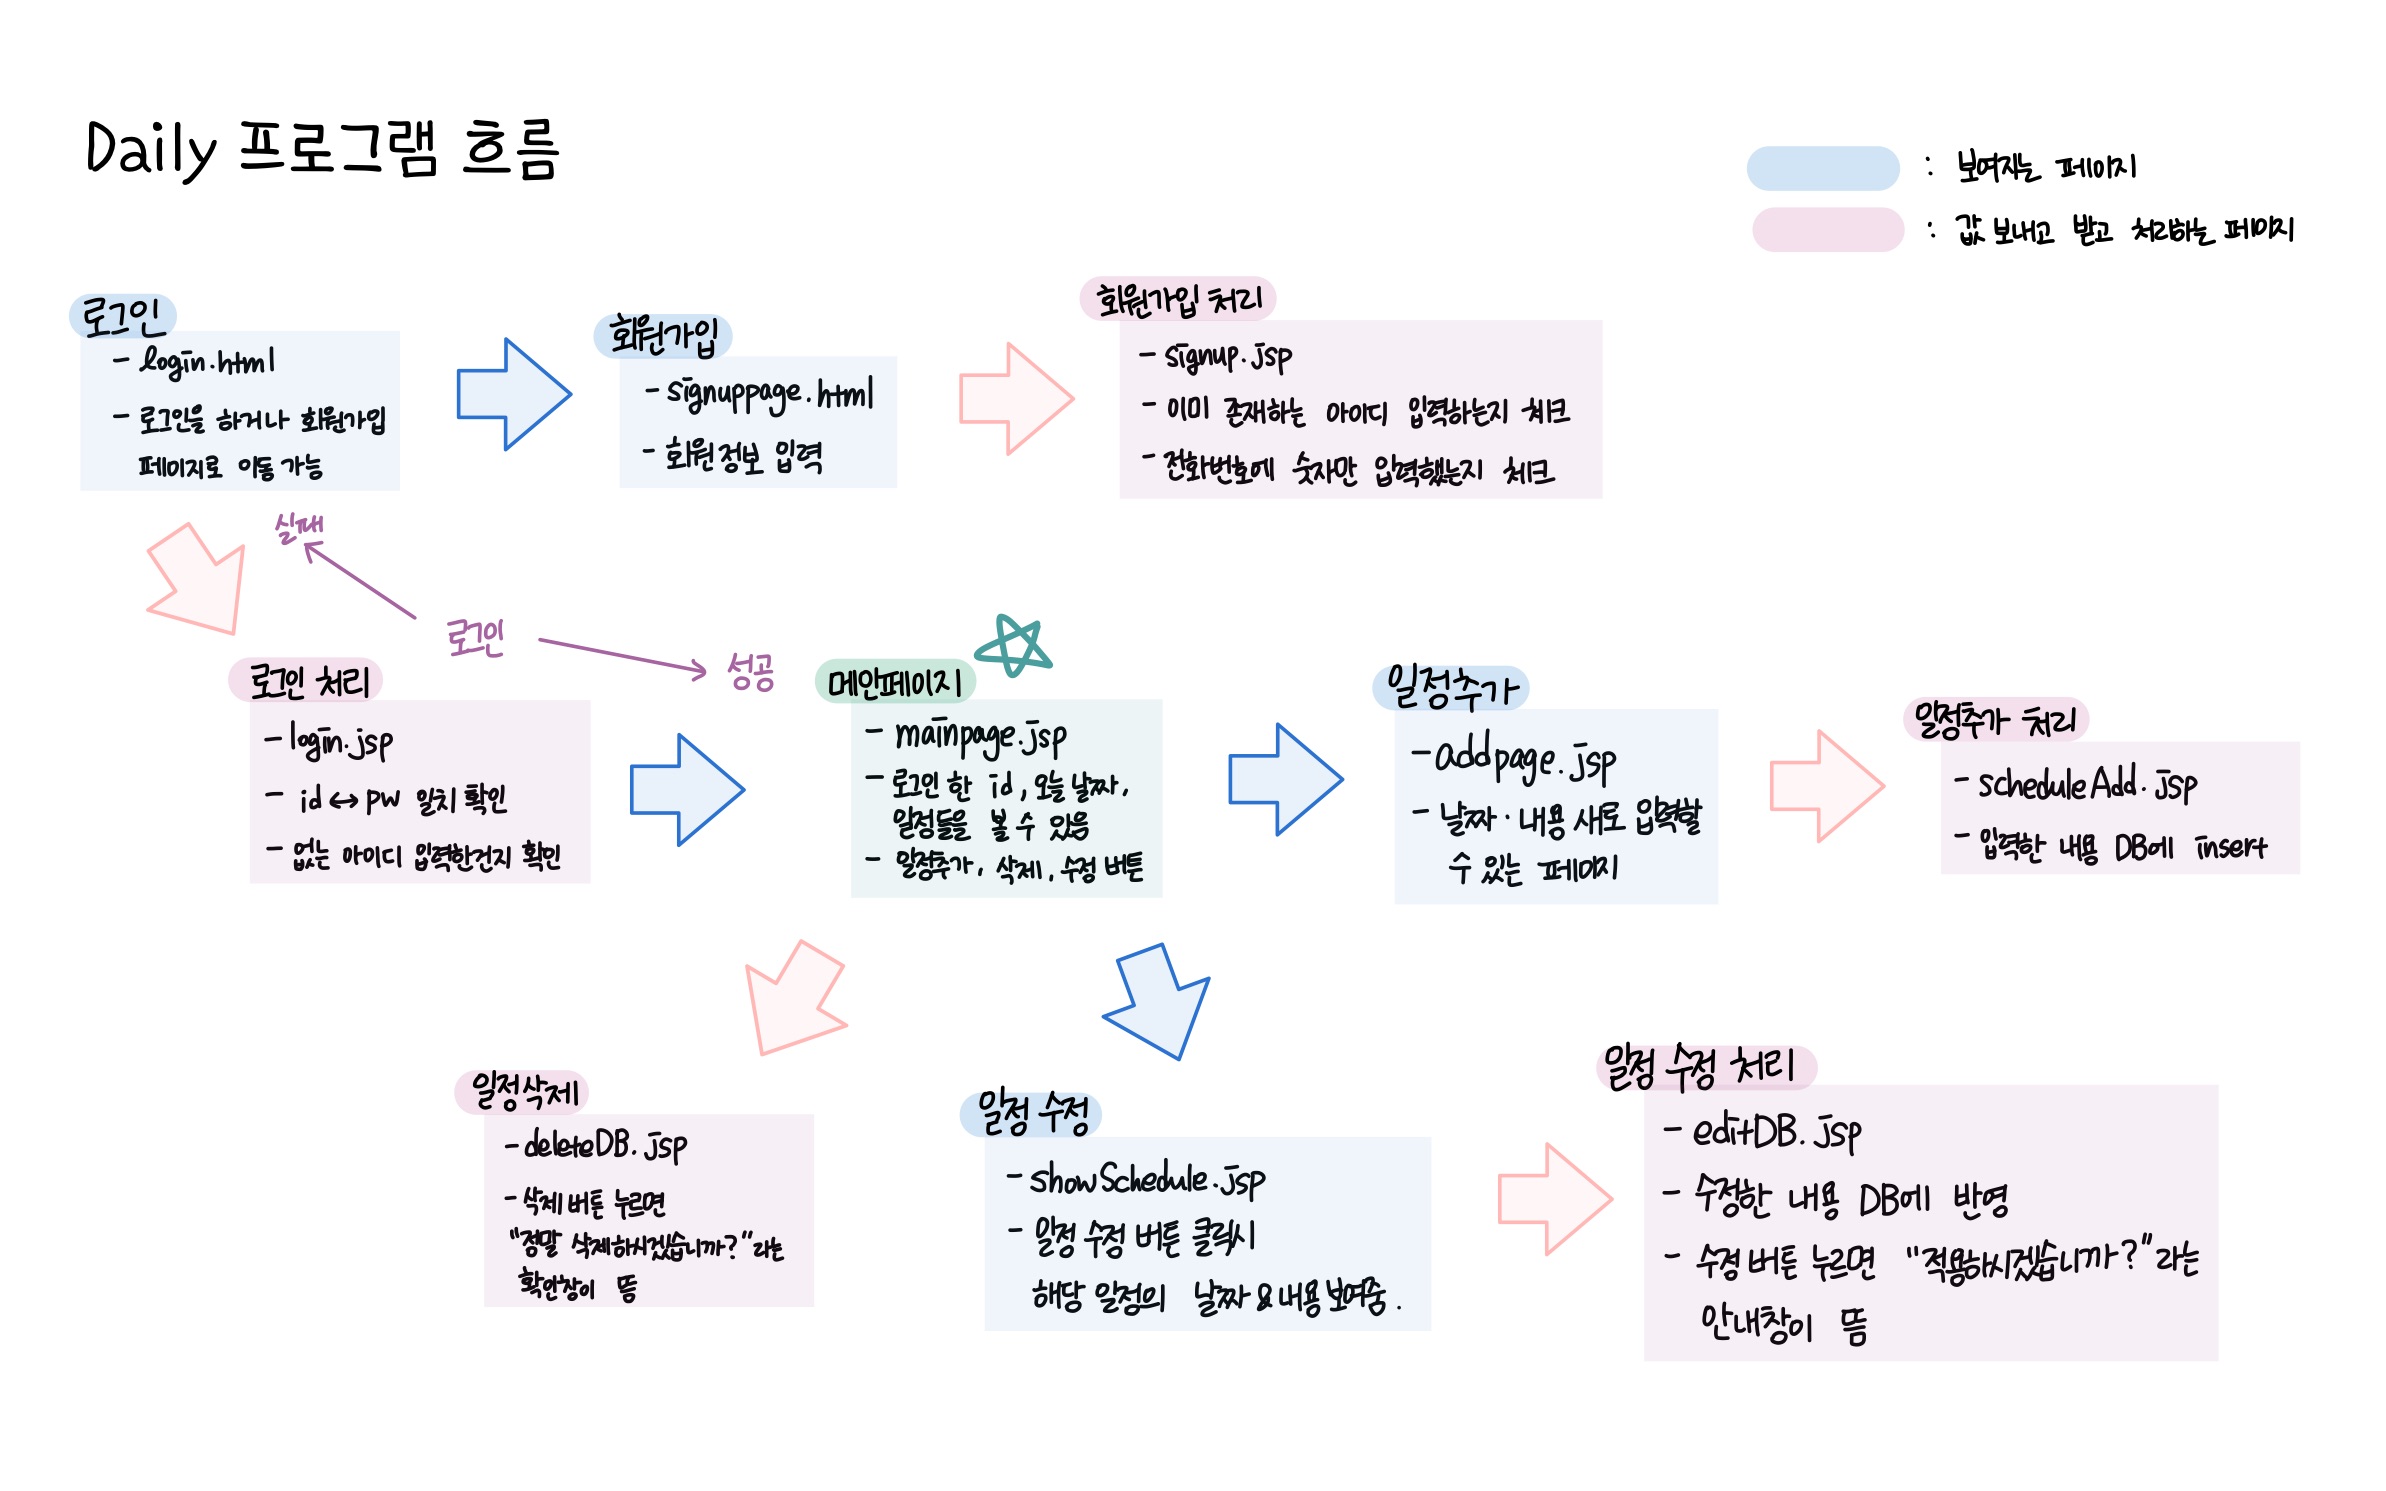 Daily 프로그램 흐름
: 보여지는 페이지
: 값 보내고 받고 처리하는 페이지
로그인
- login.html
- 로그인을 하거나 회원가입
페이지로 이동 가능
회원가입
- signuppage.html
- 회원정보 입력
회원가입 처리
- signup.jsp
- 이미 존재하는 아이디 입력하는지 체크
- 전화번호에 숫자만 입력했는지 체크
실패
로그인
성공
로그인 처리
- login.jsp
- id ↔ pw 일치 확인
- 없는 아이디 입력한건지 확인
메인페이지
- mainpage.jsp
- 로그인 한 id, 오늘 날짜,
일정들을 볼 수 있음
- 일정추가, 삭제, 수정 버튼
일정추가
- addpage.jsp
- 날짜·내용 새로 입력할
수 있는 페이지
일정추가 처리
- scheduleAdd.jsp
- 입력한 내용 DB에 insert
일정삭제
- deleteDB.jsp
- 삭제 버튼 누르면
"정말 삭제하시겠습니까?"라는
확인창이 뜸
일정 수정
- showSchedule.jsp
- 일정 수정 버튼 클릭시
해당 일정의 날짜 & 내용 보여줌.
일정 수정 처리
- editDB.jsp
- 수정한 내용 DB에 반영
- 수정 버튼 누르면 "적용하시겠습니까?"라는
안내창이 뜸